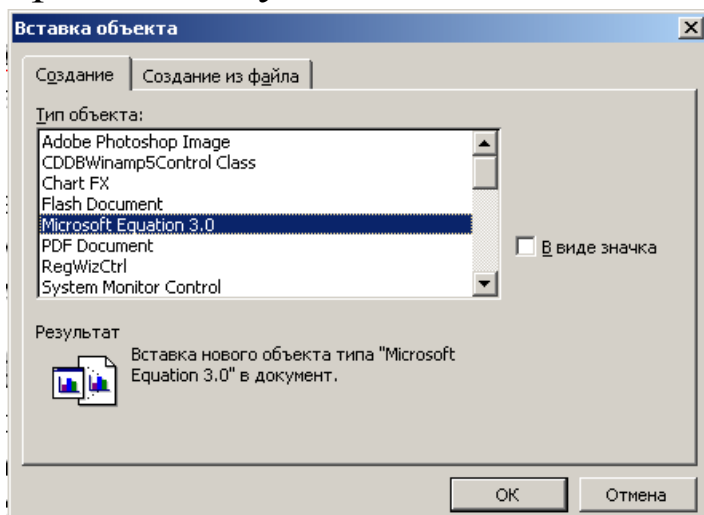 Вставка объекта
Создание
Создание из файла
Тип объекта:
Adobe Photoshop Image
CDDBWinamp5Control Class
Chart FX
Flash Document
Microsoft Equation 3.0
PDF Document
RegWizCtrl
System Monitor Control
В виде значка
Результат
Вставка нового объекта типа "Microsoft
Equation 3.0" в документ.
ОК
Отмена